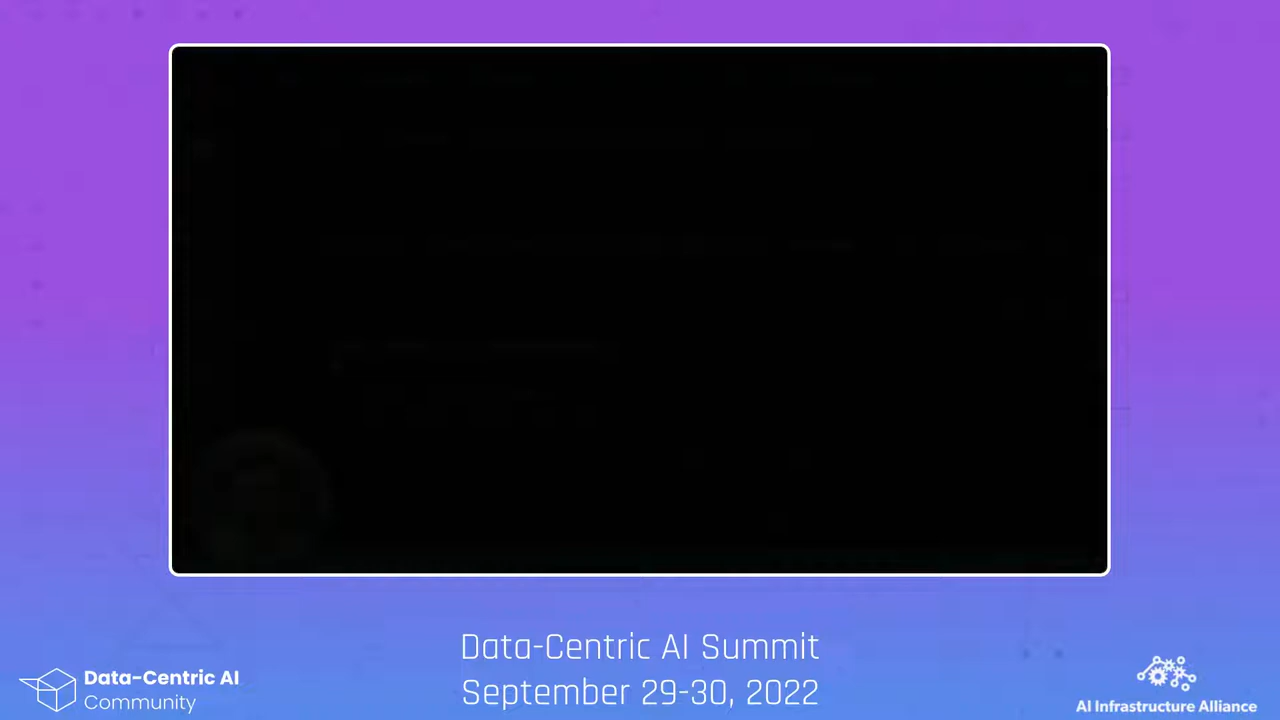 Data-Centric AI Summit
September 29-30, 2022
Data-Centric AI
Community
AI Infrastructure Alliance